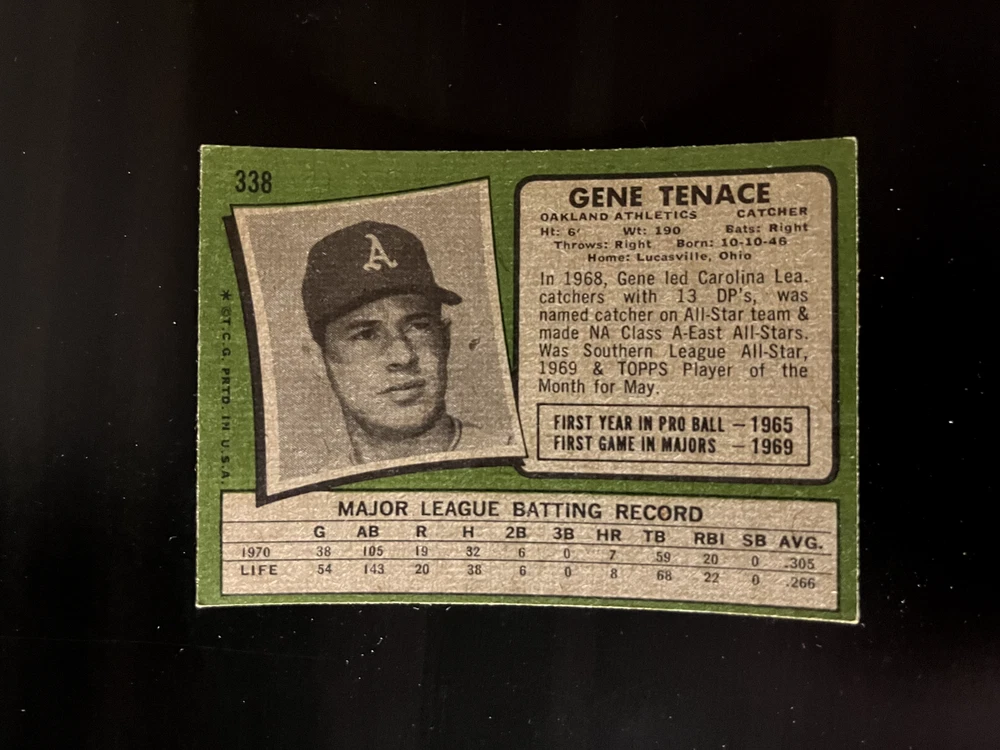 338
A
* ©T.C.G. PRTD. IN U.S.A.
GENE TENACE
OAKLAND ATHLETICS CATCHER
Ht: 6' Wt: 190 Bats: Right
Throws: Right Born: 10-10-46
Home: Lucasville, Ohio
In 1968, Gene led Carolina Lea.
catchers with 13 DP's, was
named catcher on All-Star team &
made NA Class A-East All-Stars.
Was Southern League All-Star,
1969 & TOPPS Player of the
Month for May.
FIRST YEAR IN PRO BALL – 1965
FIRST GAME IN MAJORS – 1969
MAJOR LEAGUE BATTING RECORD
G AB R H 2B 3B HR TB RBI SB AVG.
1970 38 105 19 32 6 0 7 59 20 0 .305
LIFE 54 143 20 38 6 0 8 68 22 0 .266